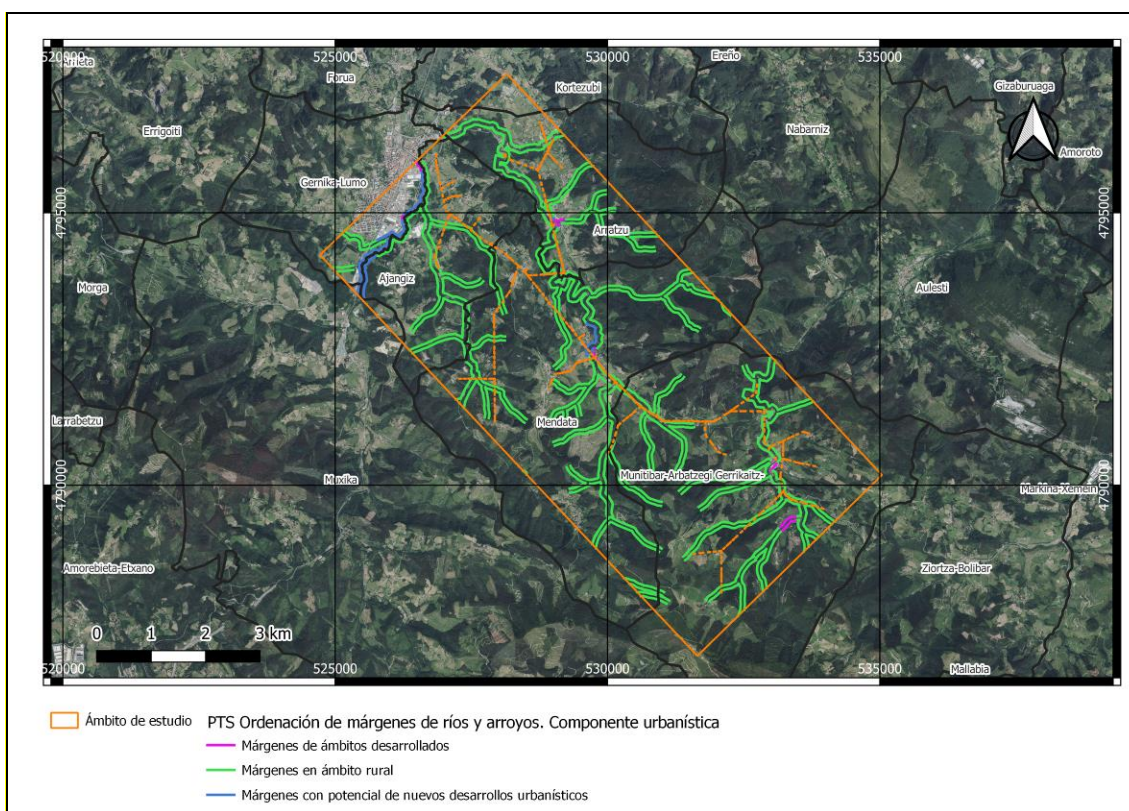 520000
525000
530000
535000
Arrieta
Forua
Kortezubi
Ereño
Gizaburuaga
Errigoiti
Nabarniz
Amoroto
Gernika-Lumo
4795000
4795000
Arratzu
Morga
Ajangiz
Aulesti
Larrabetzu
Mendata
Muxika
Munitibar-Arbatzegi Gerrikaitz-
4790000
4790000
Markina-Xemein
Amorebieta-Etxano
Ziortza-Bolibar
0 1 2 3 km
Mallabia
520000
525000
530000
535000
Ámbito de estudio
PTS Ordenación de márgenes de ríos y arroyos. Componente urbanística
Márgenes de ámbitos desarrollados
Márgenes en ámbito rural
Márgenes con potencial de nuevos desarrollos urbanísticos